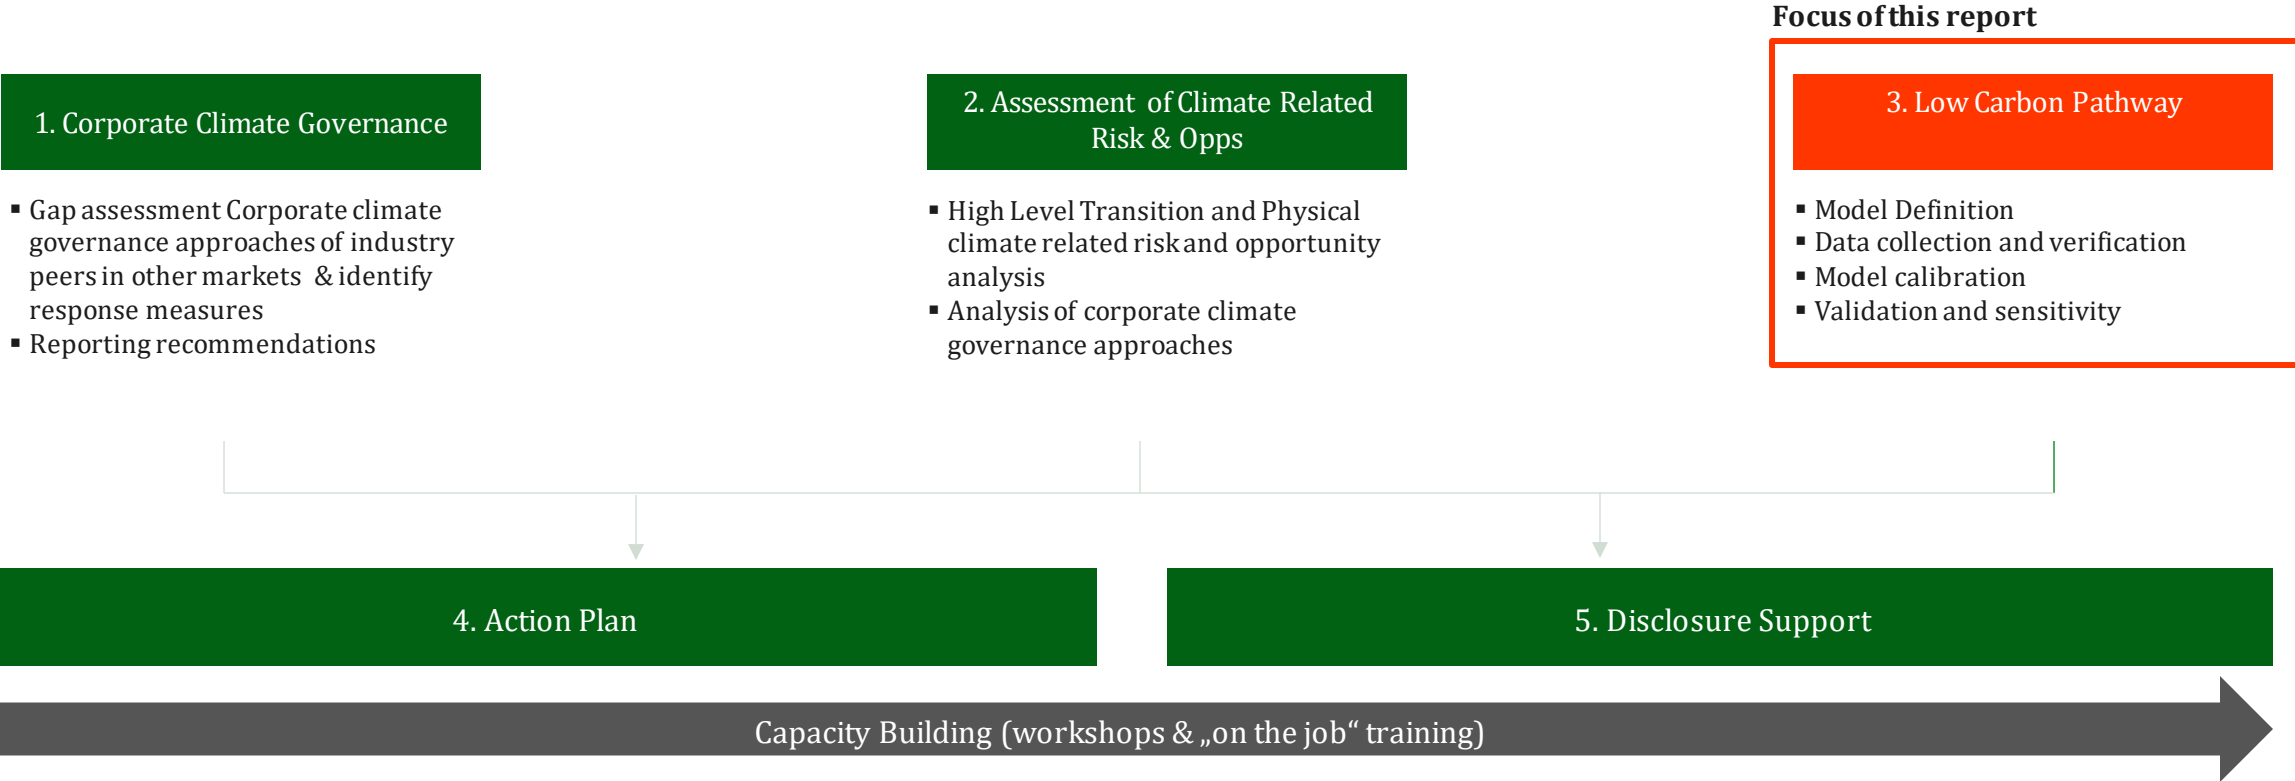 Focus of this report
1. Corporate Climate Governance
▪ Gap assessment Corporate climate
governance approaches of industry
peers in other markets & identify
response measures
▪ Reporting recommendations
2. Assessment of Climate Related
Risk & Opps
▪ High Level Transition and Physical
climate related risk and opportunity
analysis
▪ Analysis of corporate climate
governance approaches
3. Low Carbon Pathway
▪ Model Definition
▪ Data collection and verification
▪ Model calibration
▪ Validation and sensitivity
4. Action Plan
5. Disclosure Support
Capacity Building (workshops & „on the job“ training)